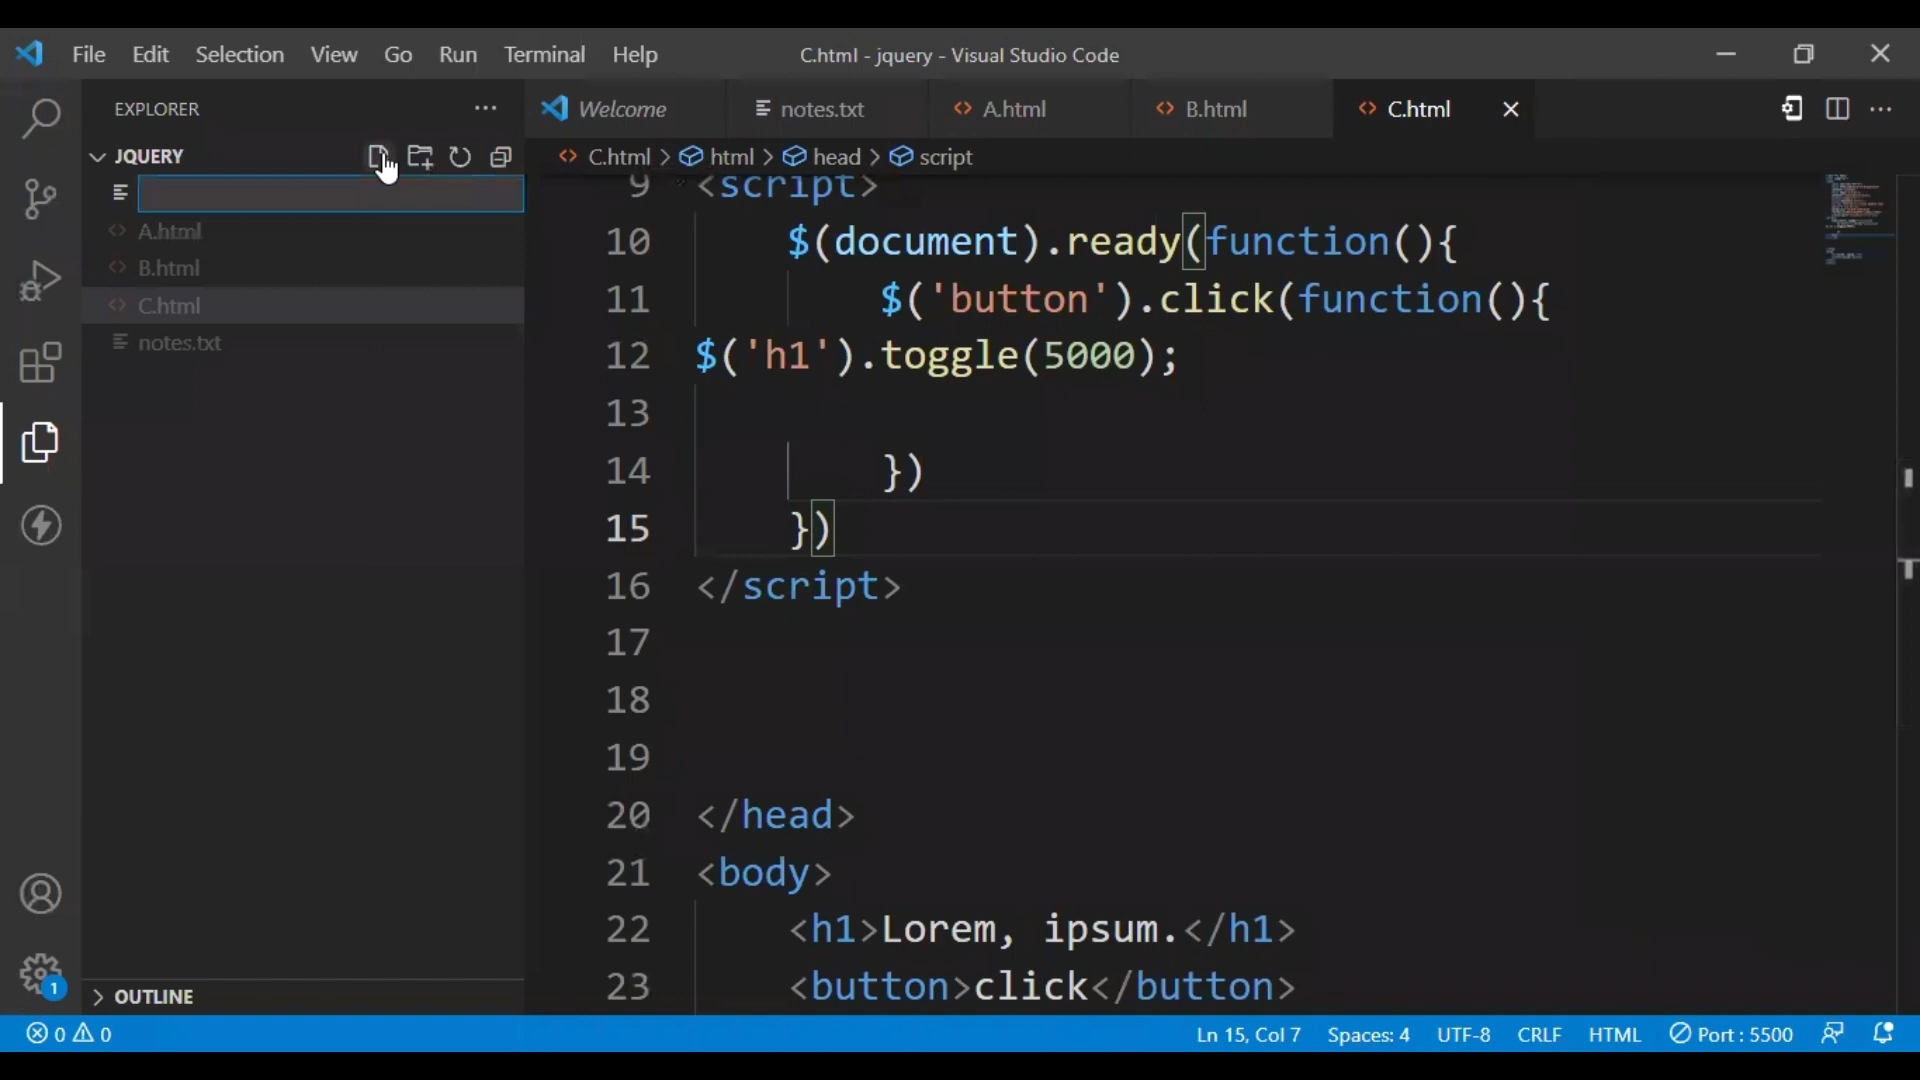 File Edit Selection View Go Run Terminal Help C.html - jquery - Visual Studio Code
EXPLORER
JQUERY
A.html
B.html
C.html
notes.txt
OUTLINE
Welcome notes.txt A.html B.html C.html
C.html > html > head > script
9 <script>
10 $(document).ready(function(){
11 $('button').click(function(){
12 $('h1').toggle(5000);
13
14 })
15 })
16 </script>
17
18
19
20 </head>
21 <body>
22 <h1>Lorem, ipsum.</h1>
23 <button>click</button>
1
0 0 Ln 15, Col 7 Spaces: 4 UTF-8 CRLF HTML Port : 5500